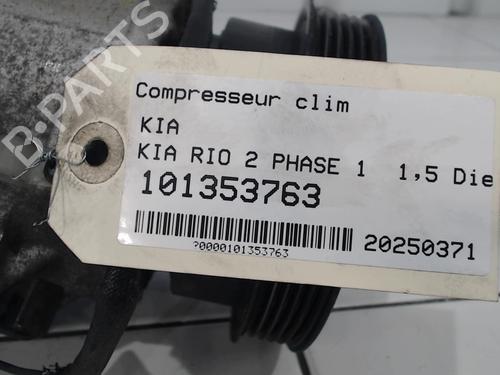 B-PARTS
Compresseur clim
KIA
KIA RIO 2 PHASE 1 1,5 Die
101353763
?0000101353763
20250371